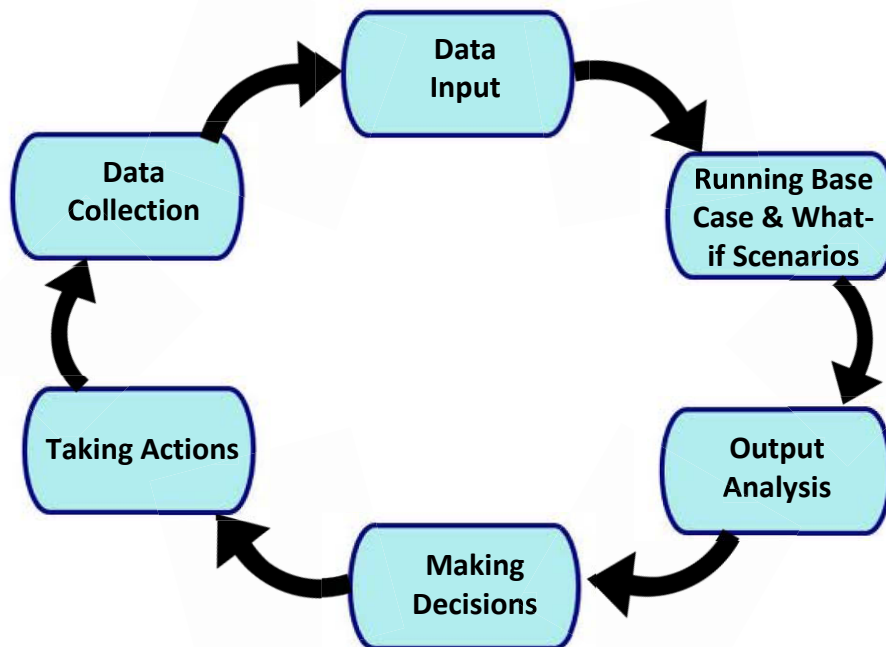 Data
Input
Data
Collection
Running Base
Case & What-
if Scenarios
Taking Actions
Output
Analysis
Making
Decisions